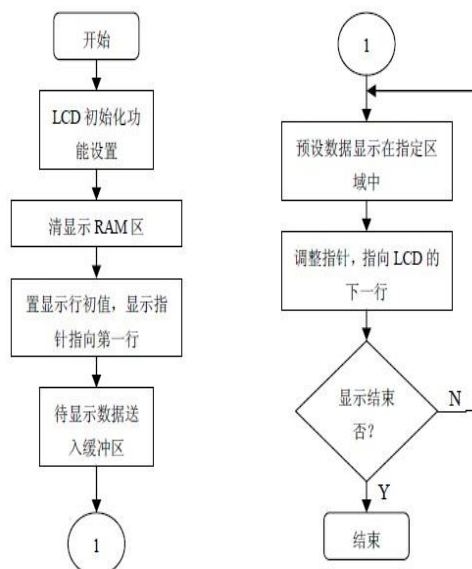 开始
LCD 初始化功
能设置
清显示 RAM 区
置显示行初值，显示指
针指向第一行
待显示数据送
入缓冲区
1
1
预设数据显示在指定区
域中
调整指针，指向 LCD 的
下一行
显示结束
否？
N
Y
结束